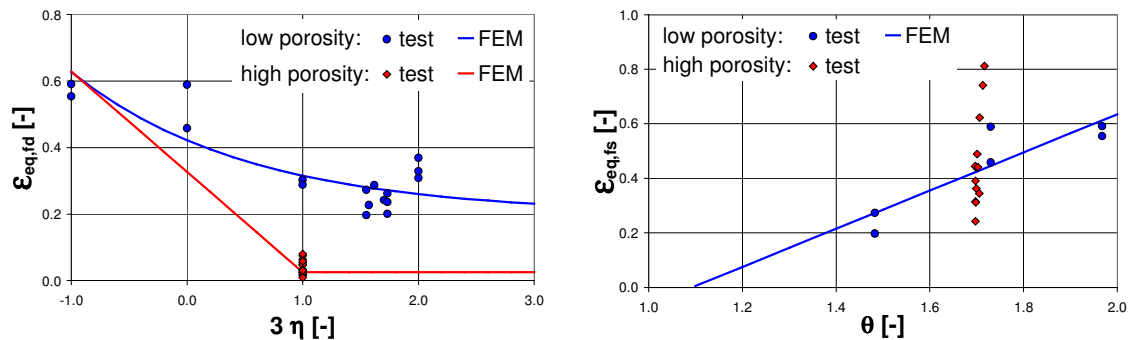 0.8
0.6
0.4
0.2
0.0
-1.0 0.0 1.0 2.0 3.0
3 η [-]
ε_eq,fd [-]
low porosity: test FEM
high porosity: test FEM
1.0
0.8
0.6
0.4
0.2
0.0
1.0 1.2 1.4 1.6 1.8 2.0
θ [-]
ε_eq,fs [-]
low porosity: test FEM
high porosity: test